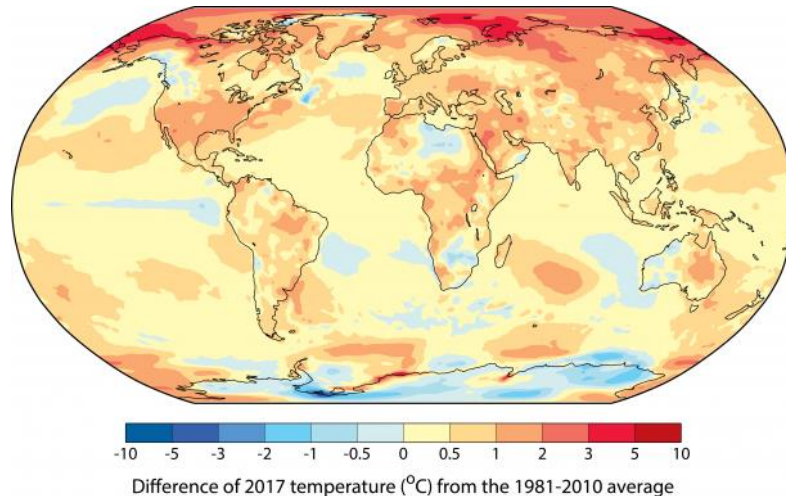 -10 -5 -3 -2 -1 -0.5 0 0.5 1 2 3 5 10
Difference of 2017 temperature (°C) from the 1981-2010 average